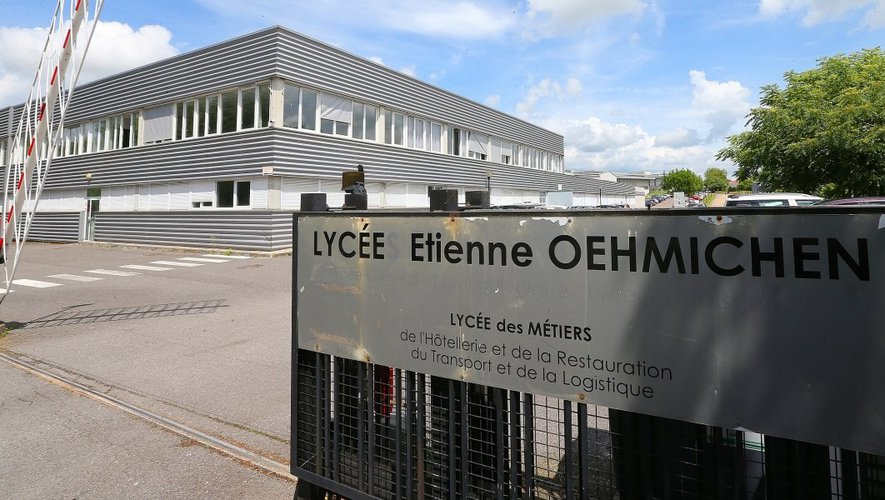 LYCÉE Etienne OEHMICHEN
LYCÉE des MÉTIERS
de l'Hôtellerie et de la Restauration
du Transport et de la Logistique